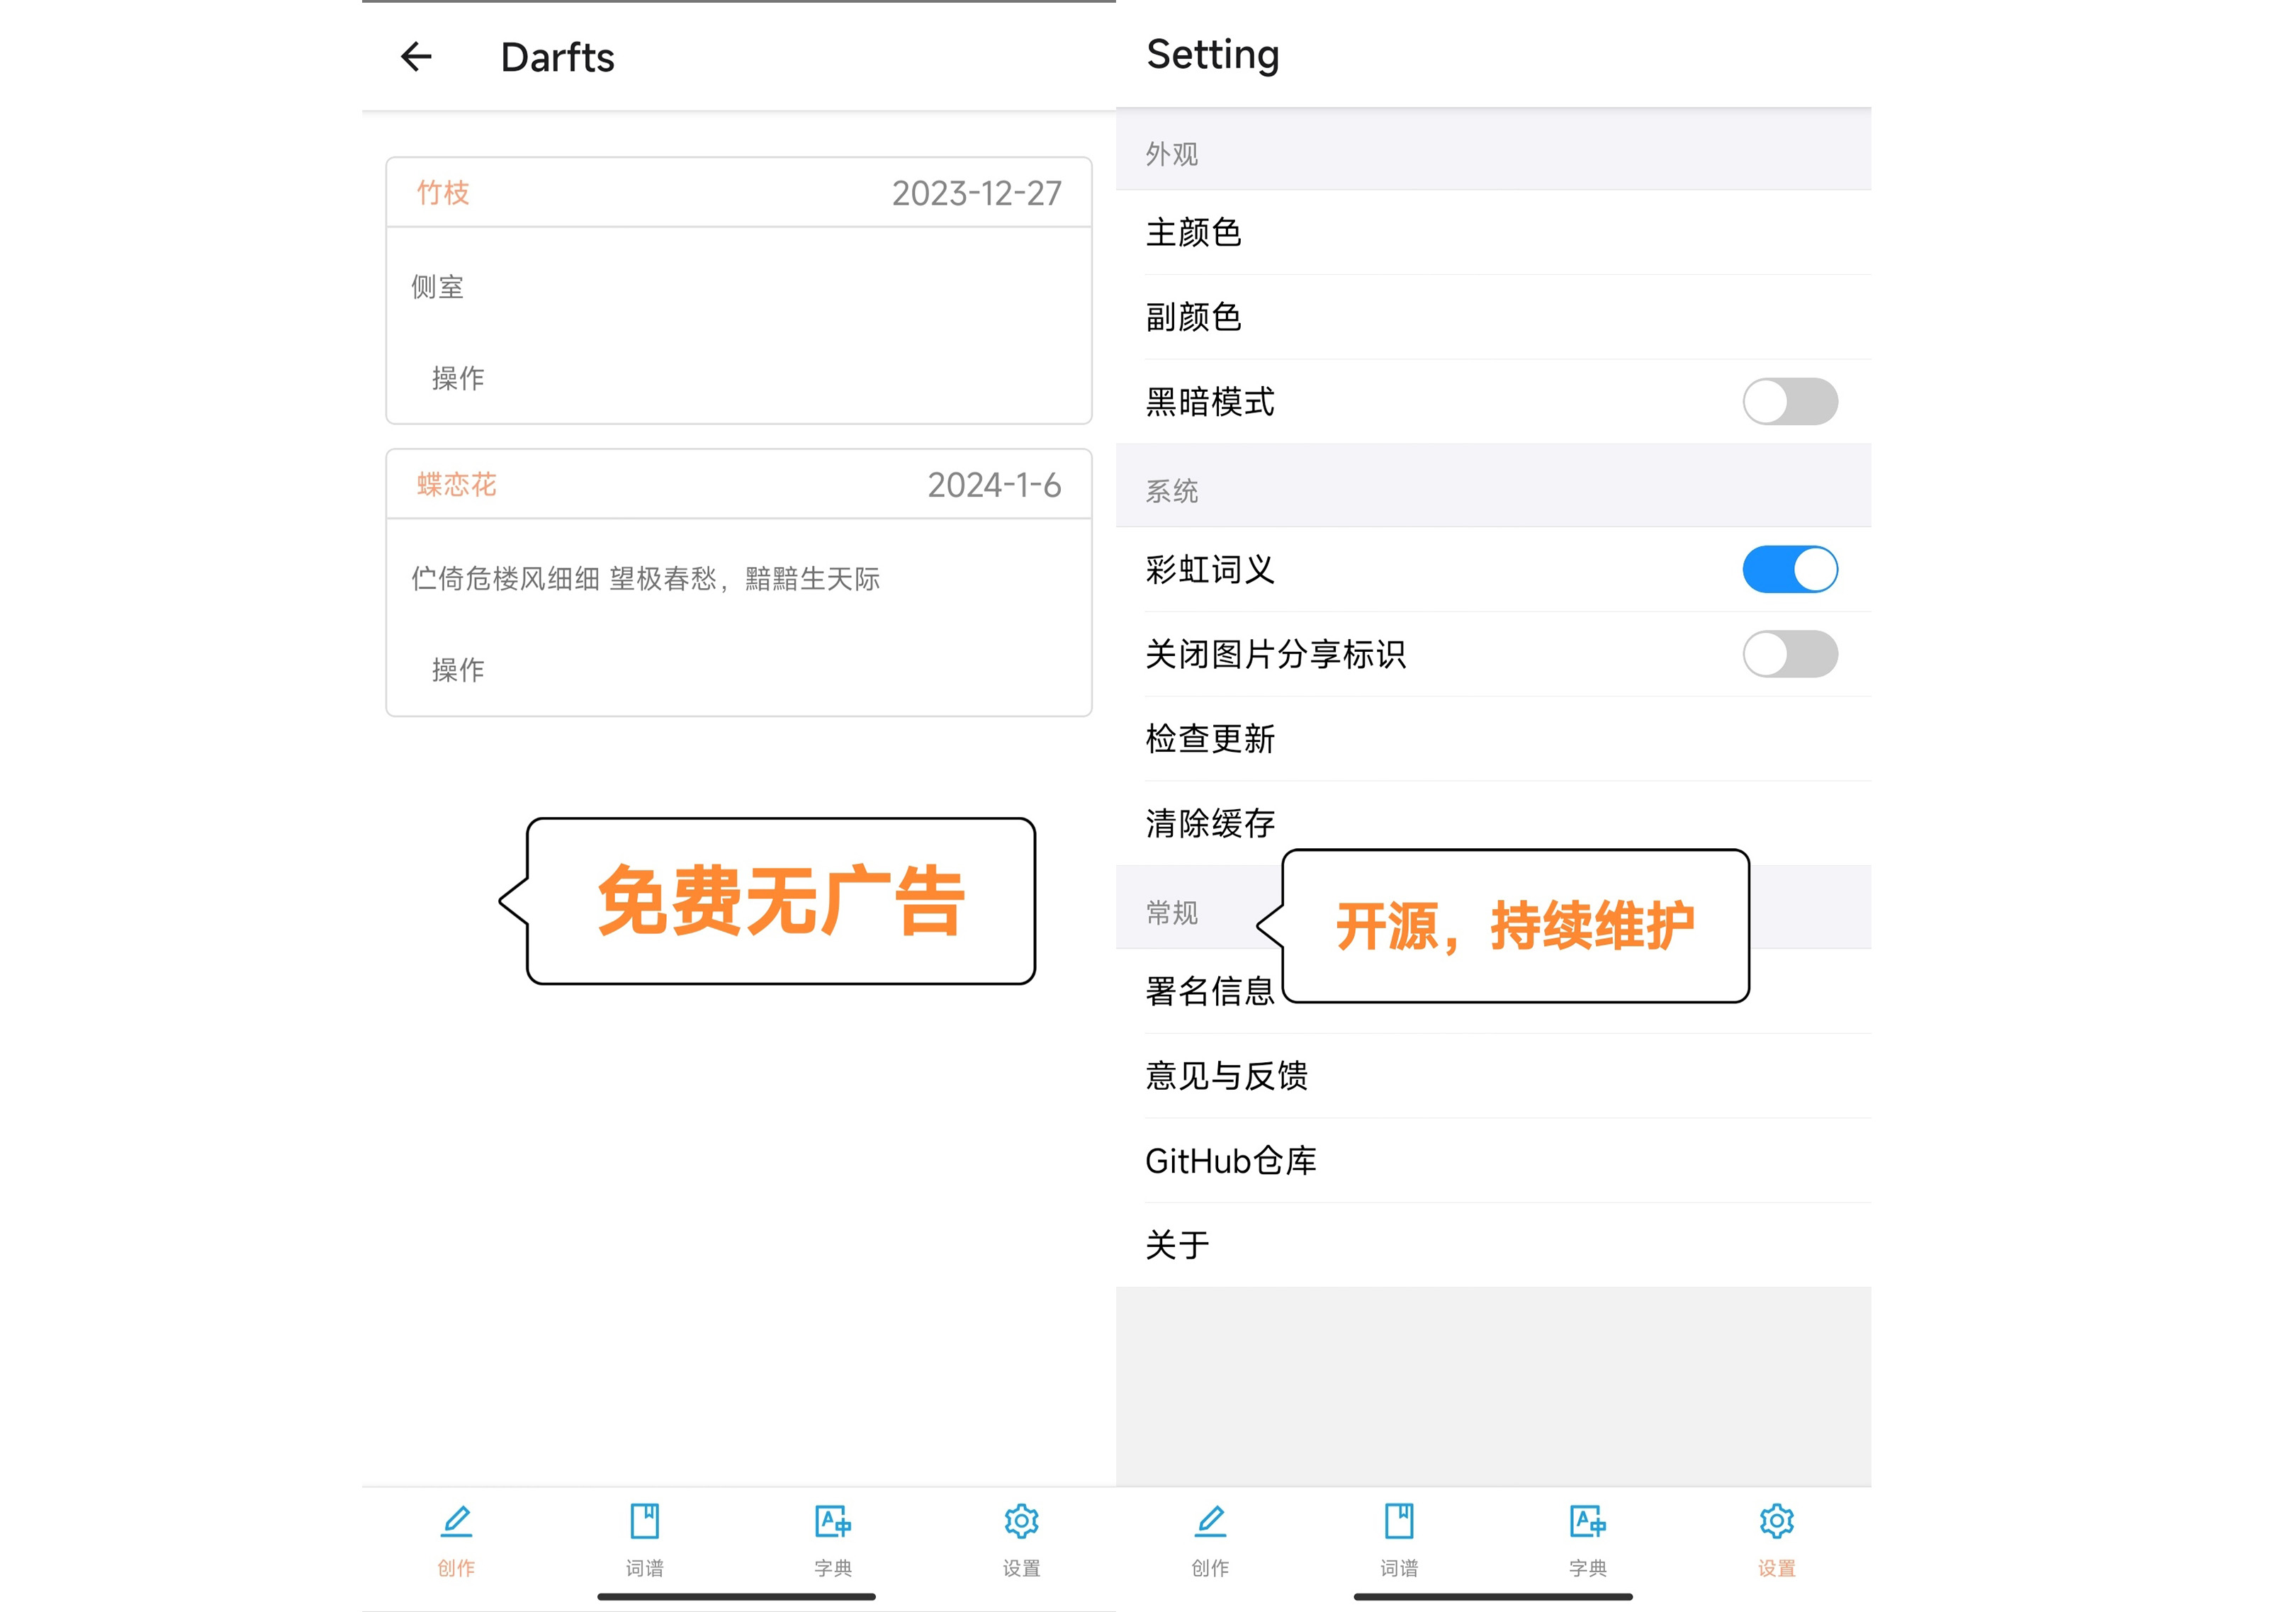 Darfts
竹枝
2023-12-27
侧室
操作
蝶恋花
2024-1-6
伫倚危楼风细细 望极春愁，黯黯生天际
操作
免费无广告
创作
词谱
字典
设置
Setting
外观
主颜色
副颜色
黑暗模式
系统
彩虹词义
关闭图片分享标识
检查更新
清除缓存
常规
开源，持续维护
署名信息
意见与反馈
GitHub仓库
关于
创作
词谱
字典
设置